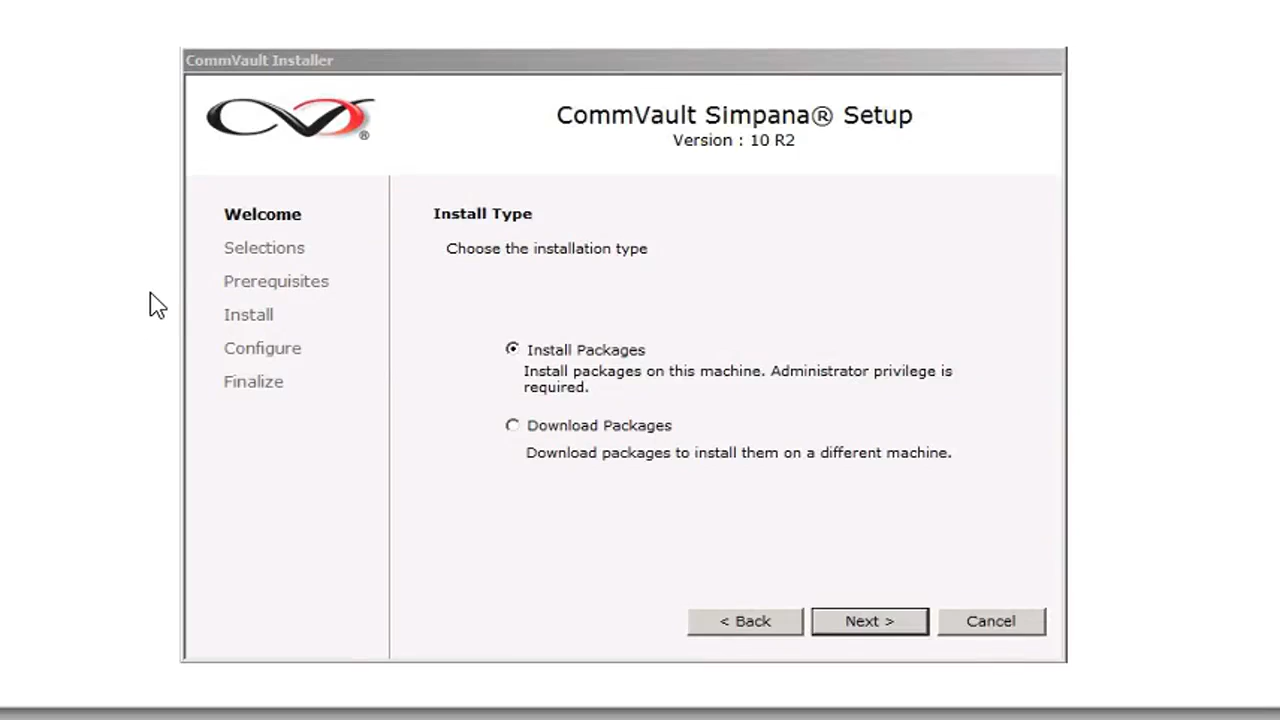 CommVault Installer
CommVault Simpana® Setup
Version : 10 R2
Welcome
Selections
Prerequisites
Install
Configure
Finalize
Install Type
Choose the installation type
Install Packages
Install packages on this machine. Administrator privilege is
required.
Download Packages
Download packages to install them on a different machine.
< Back
Next >
Cancel